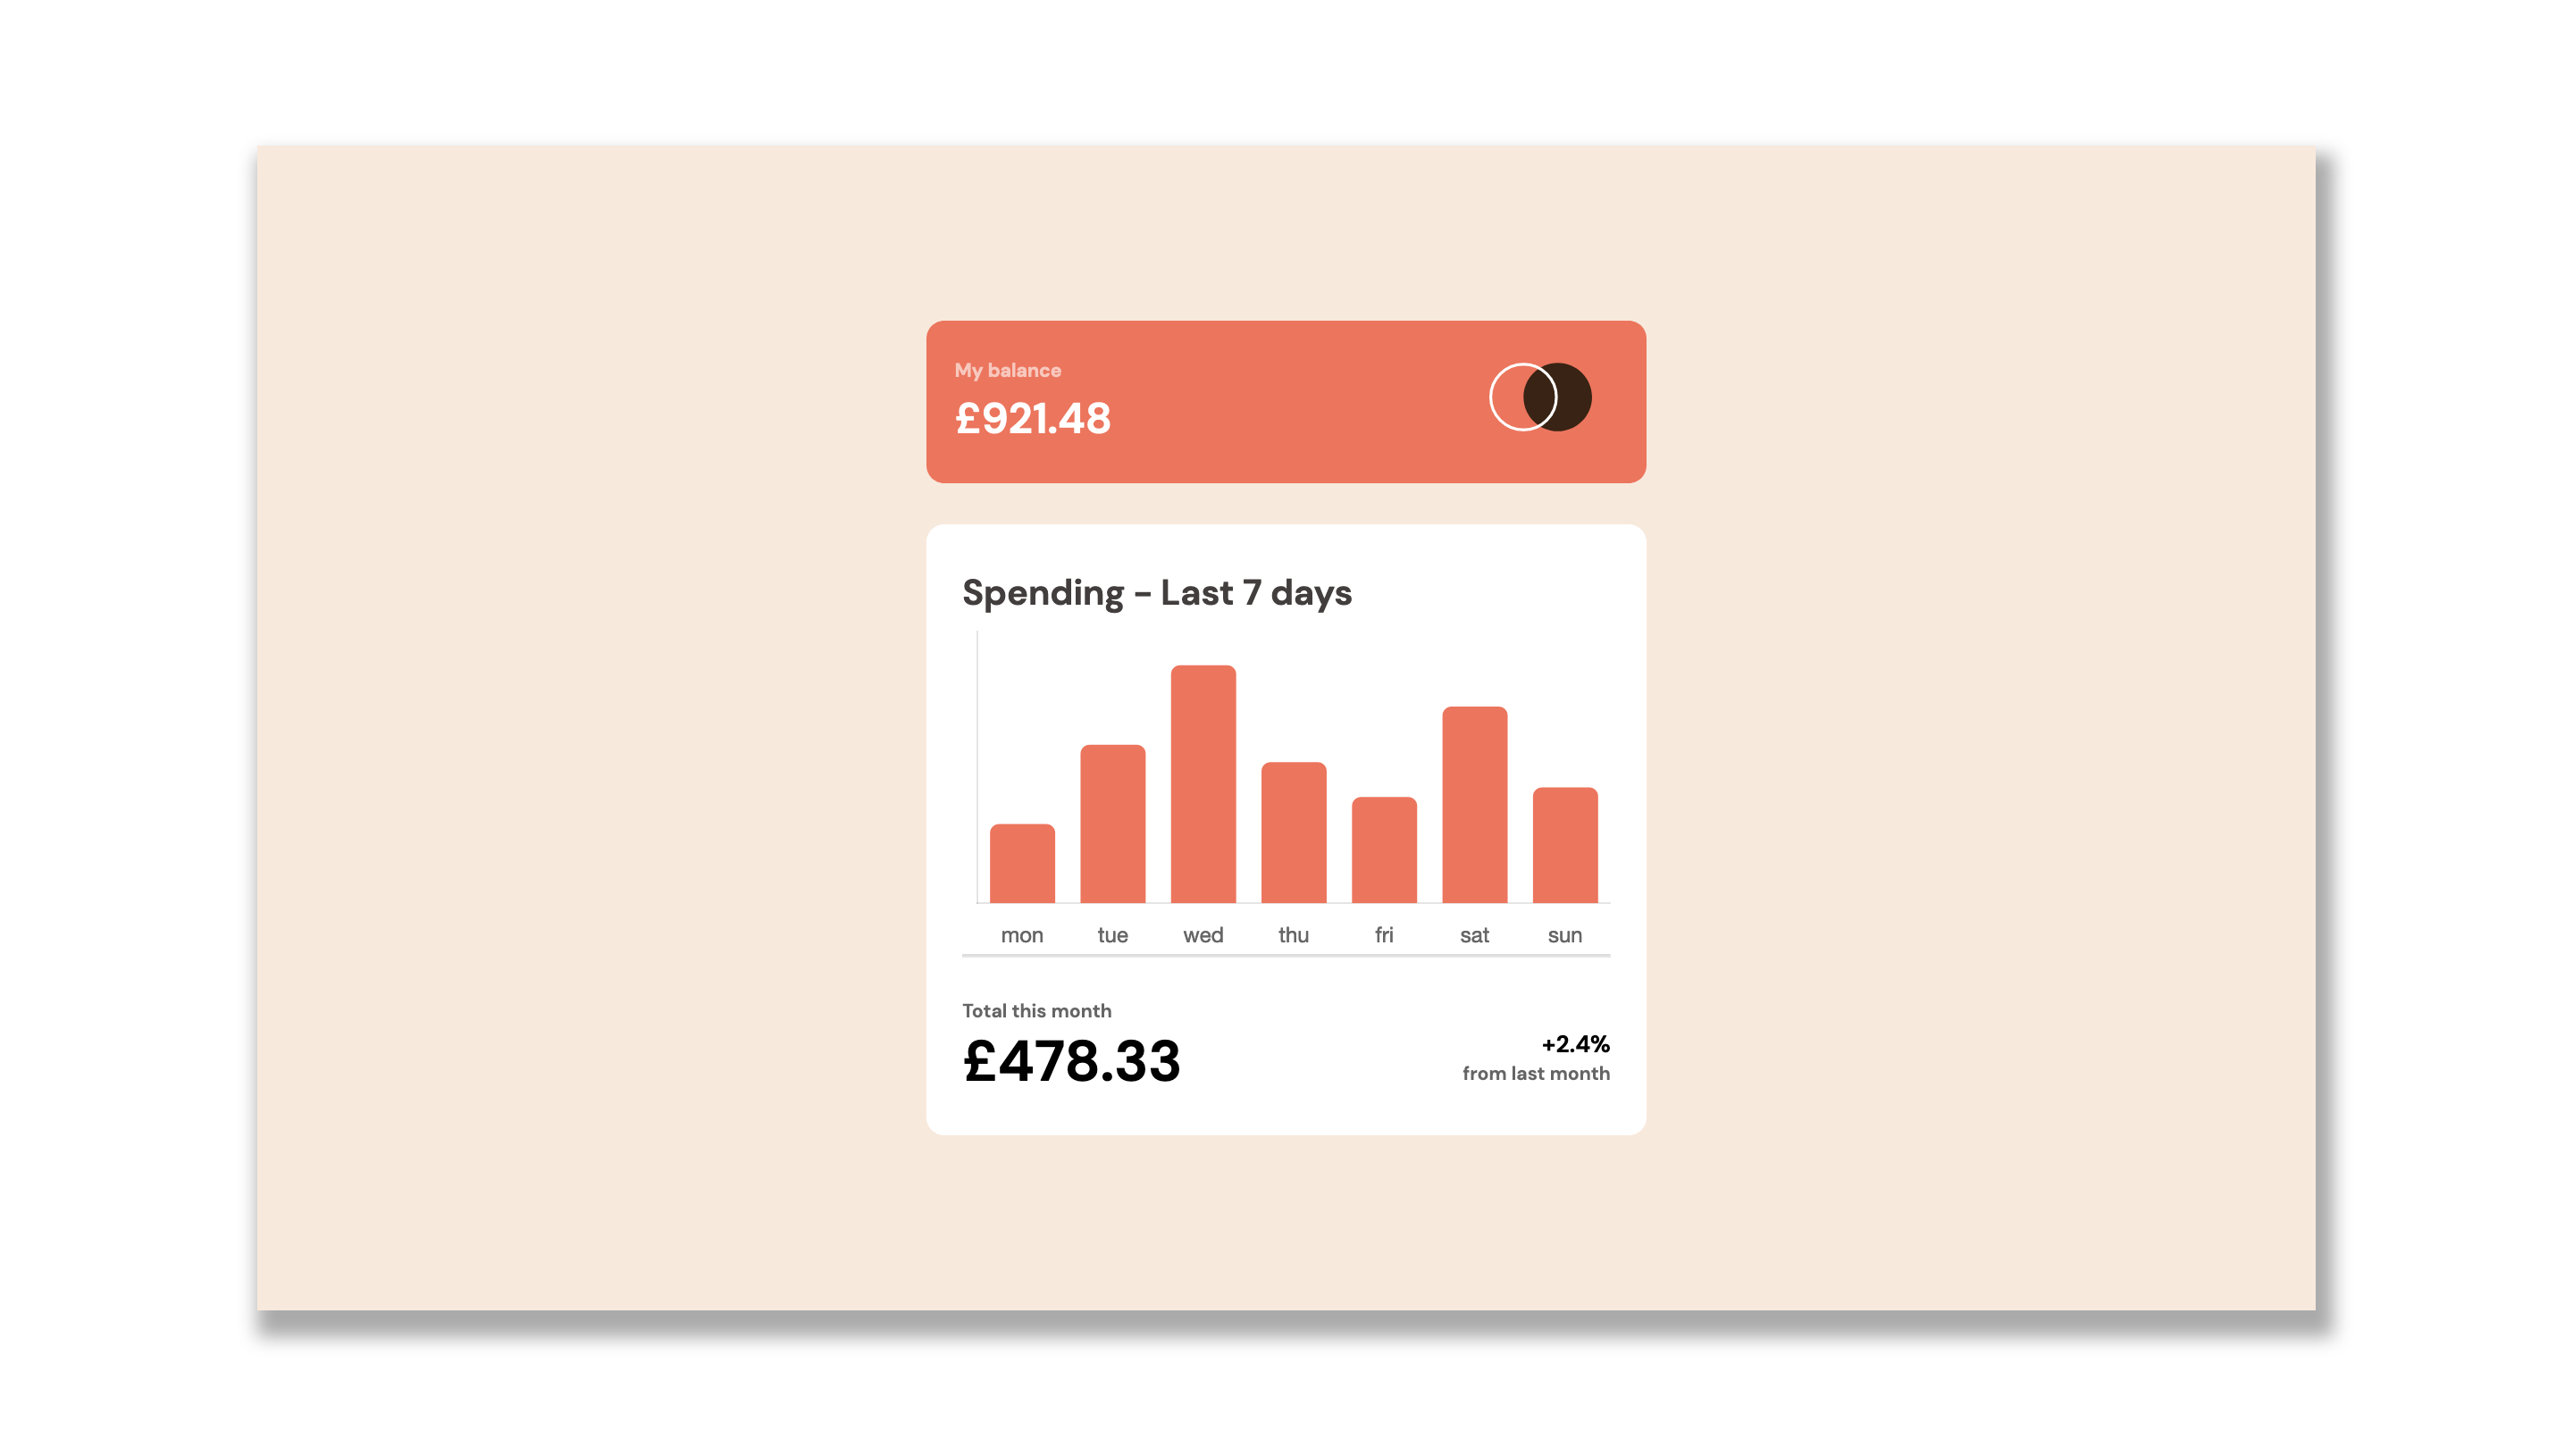 My balance
£921.48
Spending - Last 7 days
mon tue wed thu fri sat sun
Total this month
£478.33
+2.4%
from last month